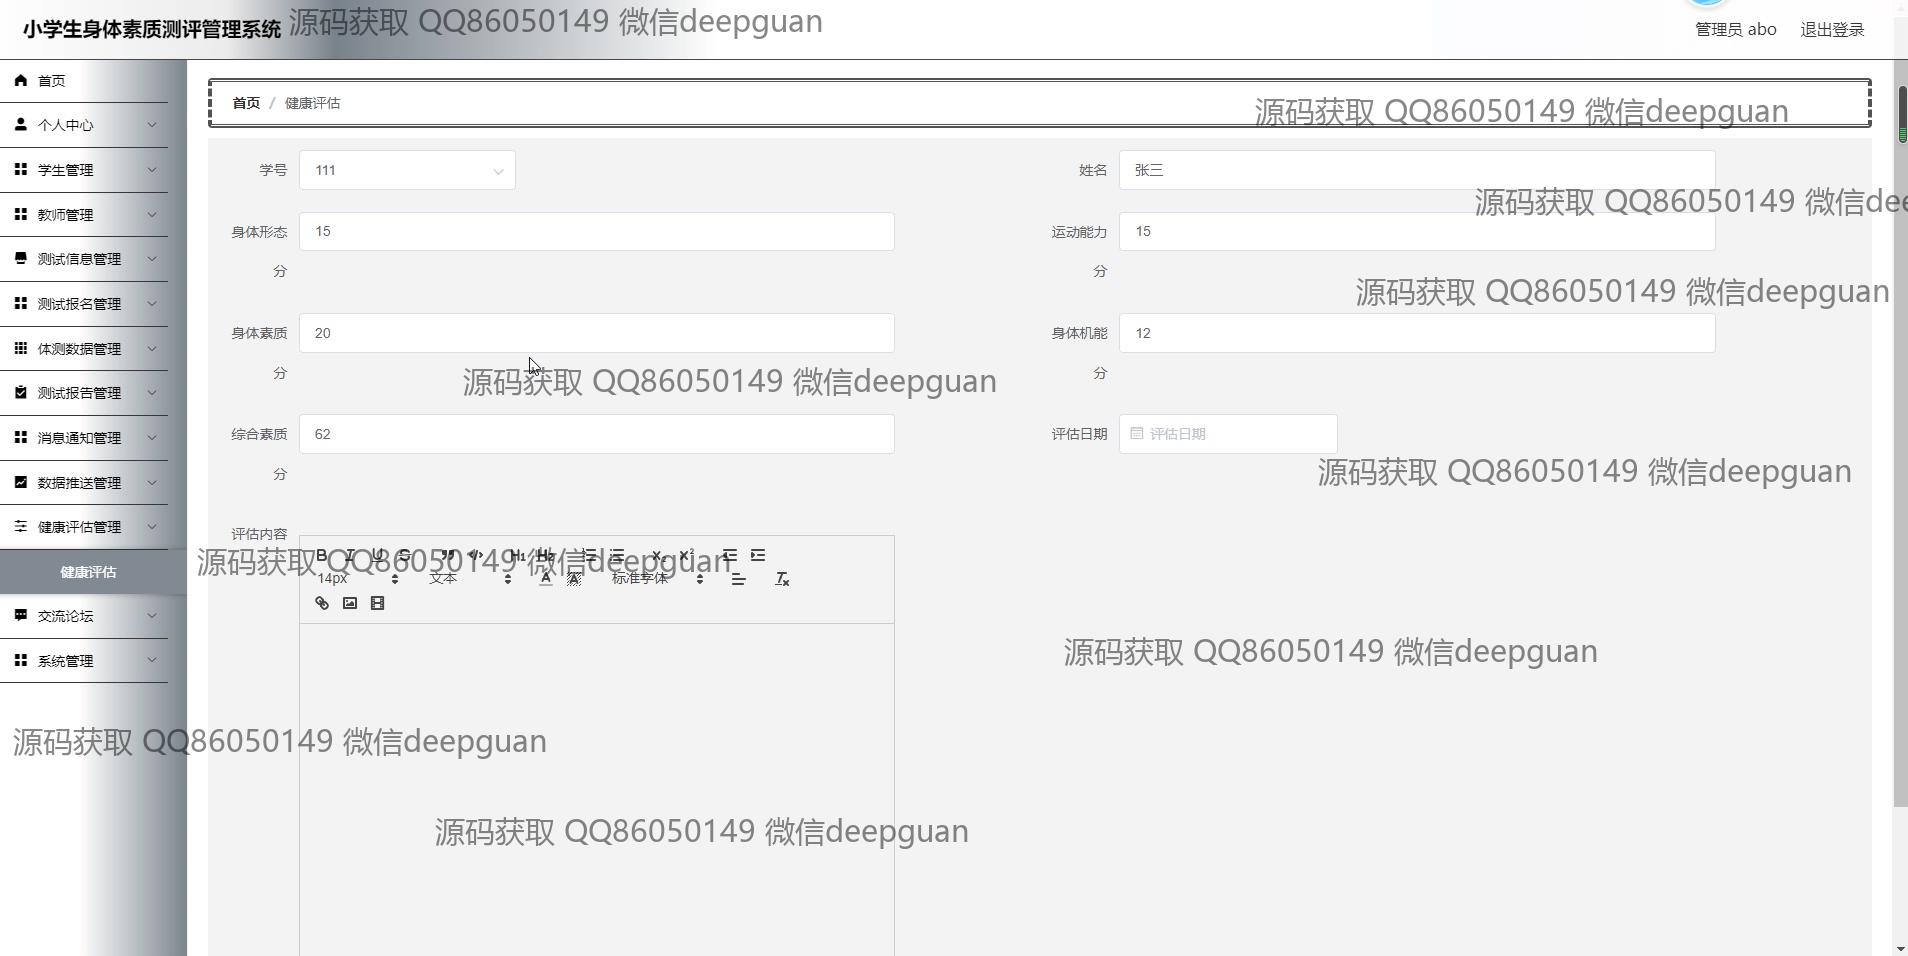 小学生身体素质测评管理系统
源码获取 QQ86050149 微信deepguan
管理员 abo
退出登录
首页
个人中心
学生管理
教师管理
测试信息管理
测试报名管理
体测数据管理
测试报告管理
消息通知管理
数据推送管理
健康评估管理
健康评估
交流论坛
系统管理
首页 / 健康评估
源码获取 QQ86050149 微信deepguan
学号 111
姓名 张三
源码获取 QQ86050149 微信dee
身体形态分 15
运动能力分 15
源码获取 QQ86050149 微信deepguan
身体素质分 20
身体机能分 12
源码获取 QQ86050149 微信deepguan
综合素质分 62
评估日期 评估日期
源码获取 QQ86050149 微信deepguan
评估内容
B I U S H1 H2 X2 X2
源码获取 QQ86050149 微信deepguan
14px 文本 A A 标准字体 Tx
源码获取 QQ86050149 微信deepguan
源码获取 QQ86050149 微信deepguan
源码获取 QQ86050149 微信deepguan